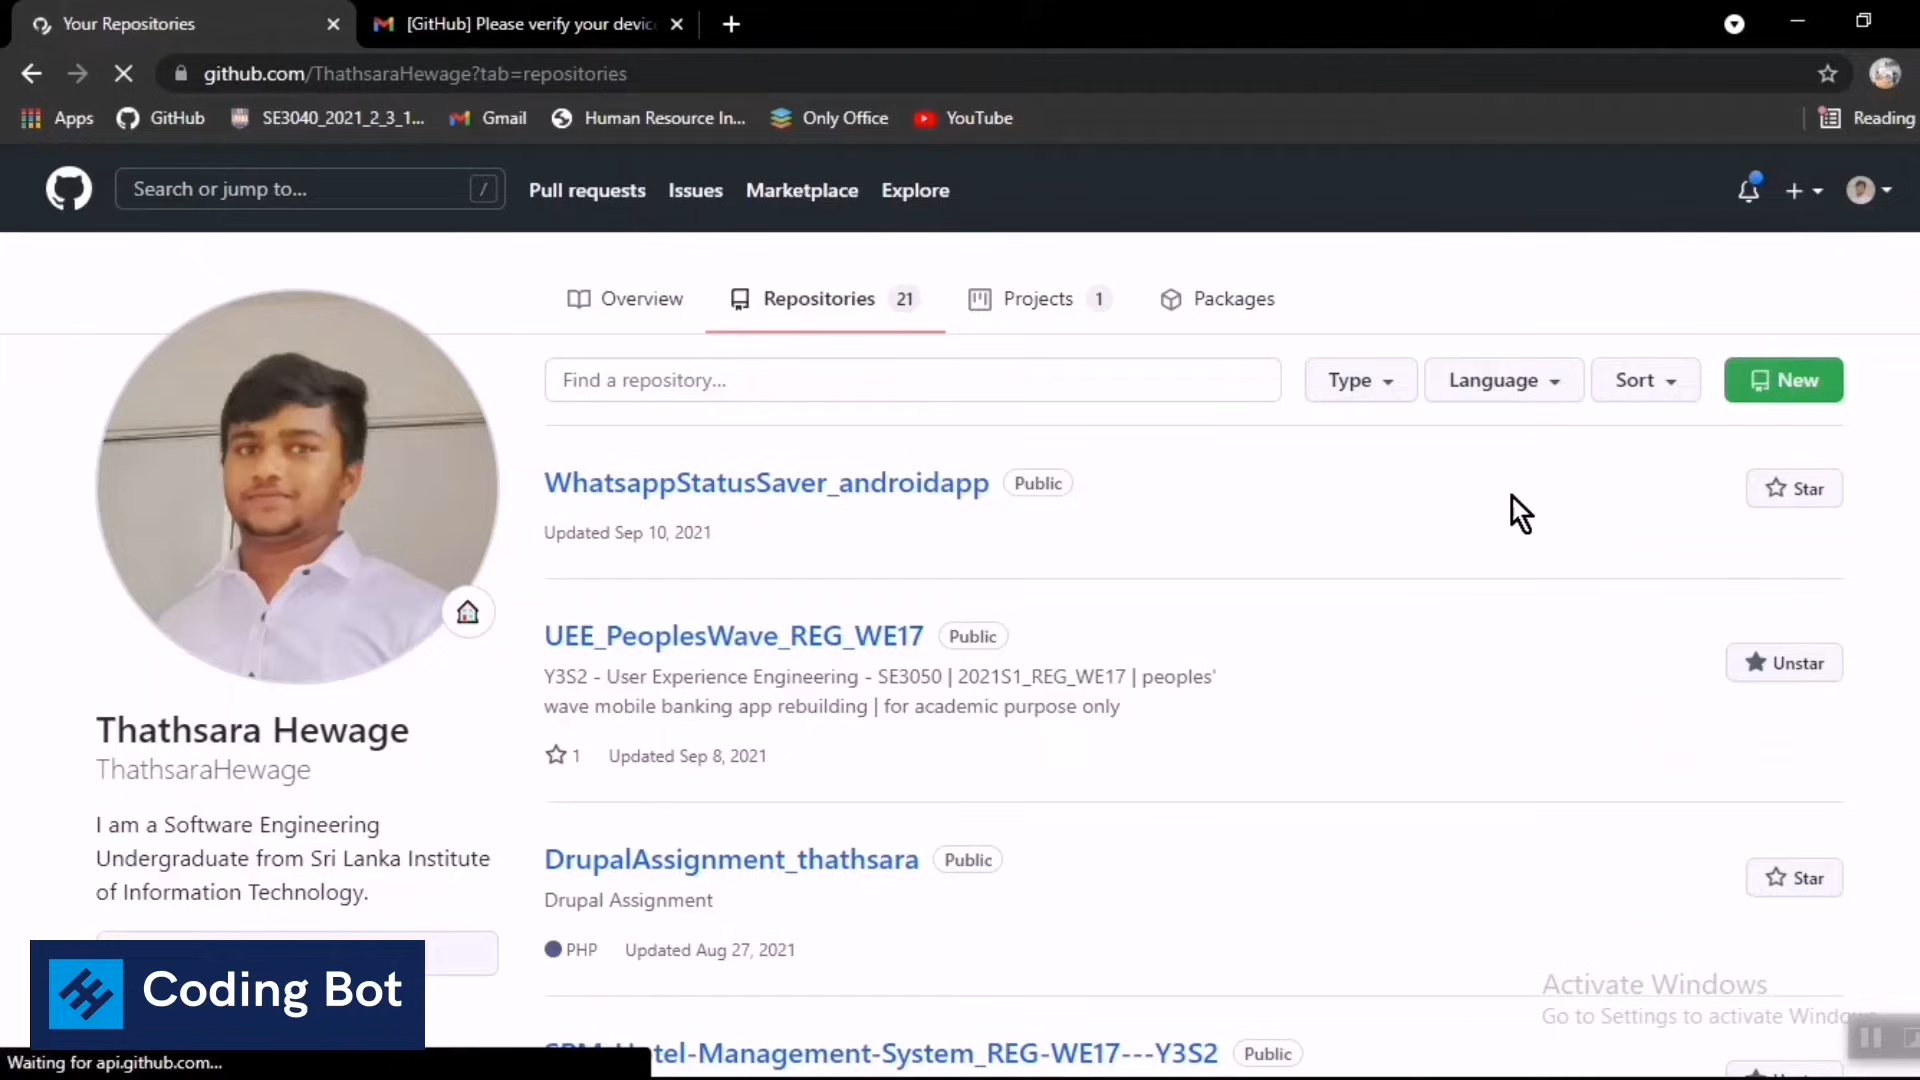 Your Repositories
[GitHub] Please verify your devic
github.com/ThathsaraHewage?tab=repositories
Apps
GitHub
SE3040_2021_2_3_1...
Gmail
Human Resource In...
Only Office
YouTube
Reading
Search or jump to...
/
Pull requests
Issues
Marketplace
Explore
Overview
Repositories 21
Projects 1
Packages
Find a repository...
Type
Language
Sort
New
WhatsappStatusSaver_androidapp Public
Star
Updated Sep 10, 2021
UEE_PeoplesWave_REG_WE17 Public
Unstar
Y3S2 - User Experience Engineering - SE3050 | 2021S1_REG_WE17 | peoples'
wave mobile banking app rebuilding | for academic purpose only
1 Updated Sep 8, 2021
DrupalAssignment_thathsara Public
Star
Drupal Assignment
PHP Updated Aug 27, 2021
tel-Management-System_REG-WE17---Y3S2 Public
Thathsara Hewage
ThathsaraHewage
I am a Software Engineering
Undergraduate from Sri Lanka Institute
of Information Technology.
Coding Bot
Activate Windows
Go to Settings to activate Windo
Waiting for api.github.com...